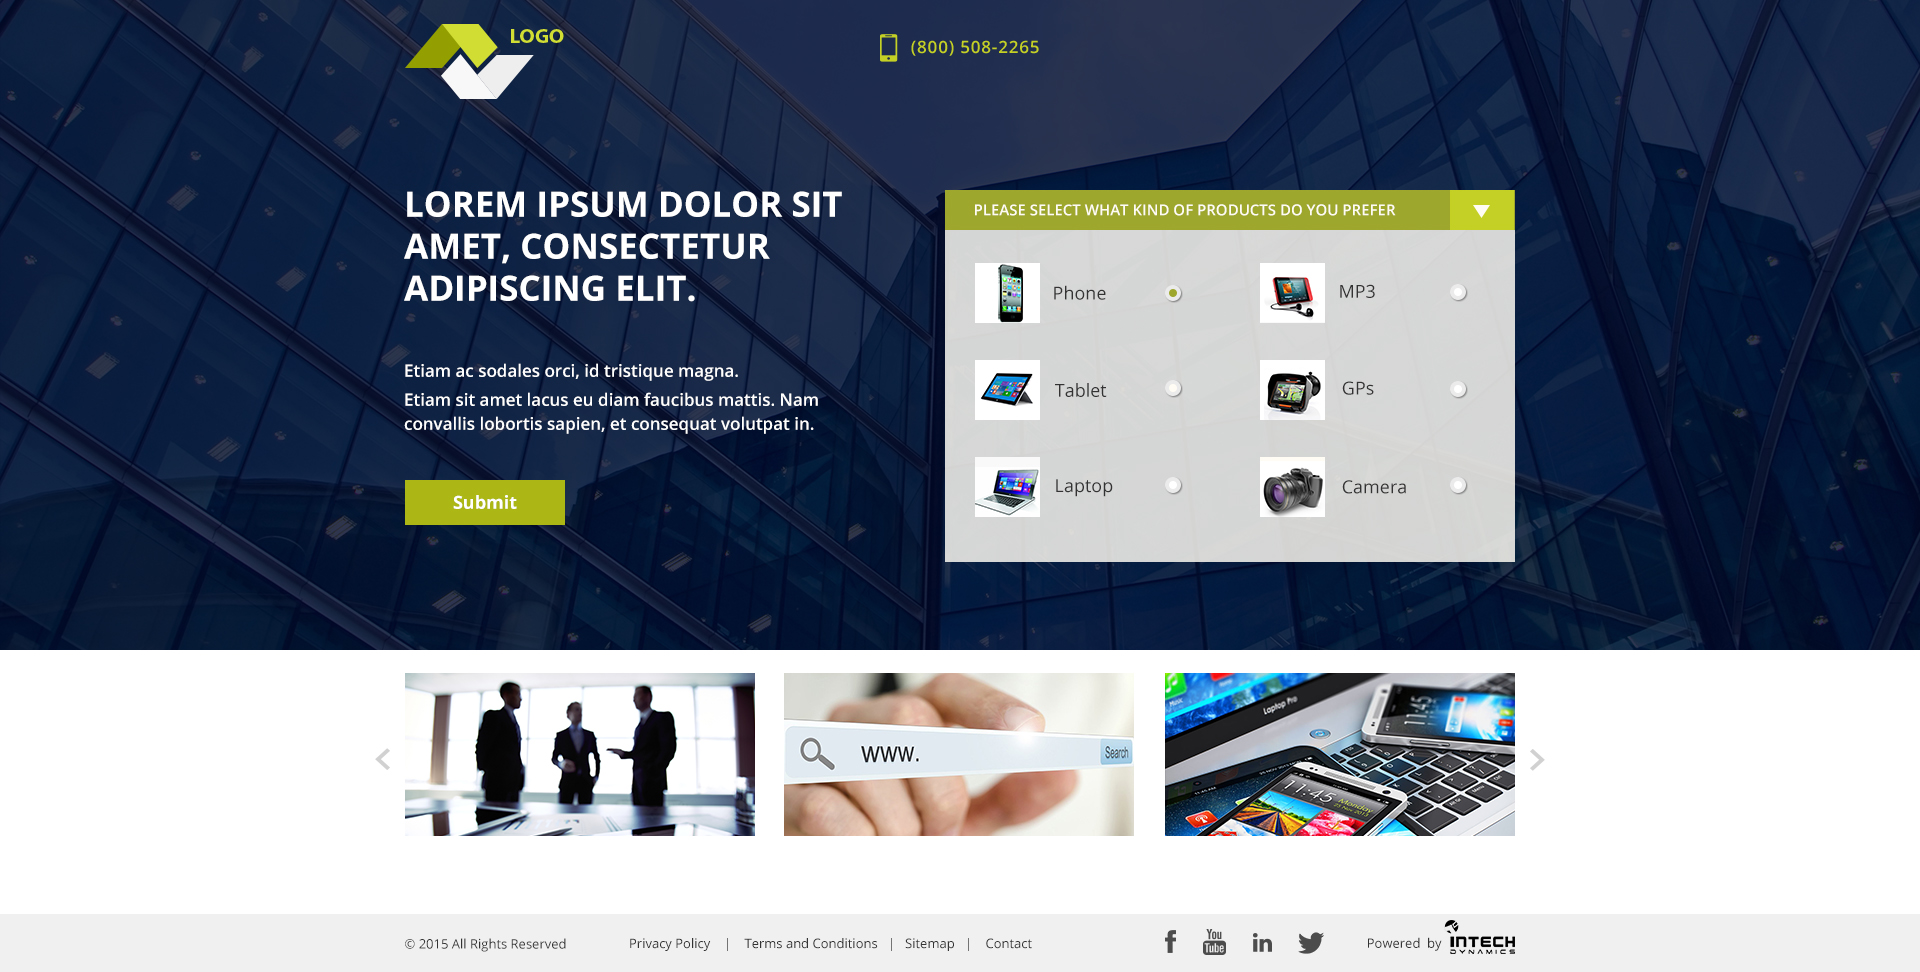 LOGO
(800) 508-2265
LOREM IPSUM DOLOR SIT
AMET, CONSECTETUR
ADIPISCING ELIT.
Etiam ac sodales orci, id tristique magna.
Etiam sit amet lacus eu diam faucibus mattis. Nam
convallis lobortis sapien, et consequat volutpat in.
Submit
PLEASE SELECT WHAT KIND OF PRODUCTS DO YOU PREFER
Phone
MP3
Tablet
GPs
Laptop
Camera
www.
Search
Laptop Pro
11:45
11:45
Monday
© 2015 All Rights Reserved
Privacy Policy | Terms and Conditions | Sitemap | Contact
f
You
Tube
in
Powered by INTECH
DYNAMICS